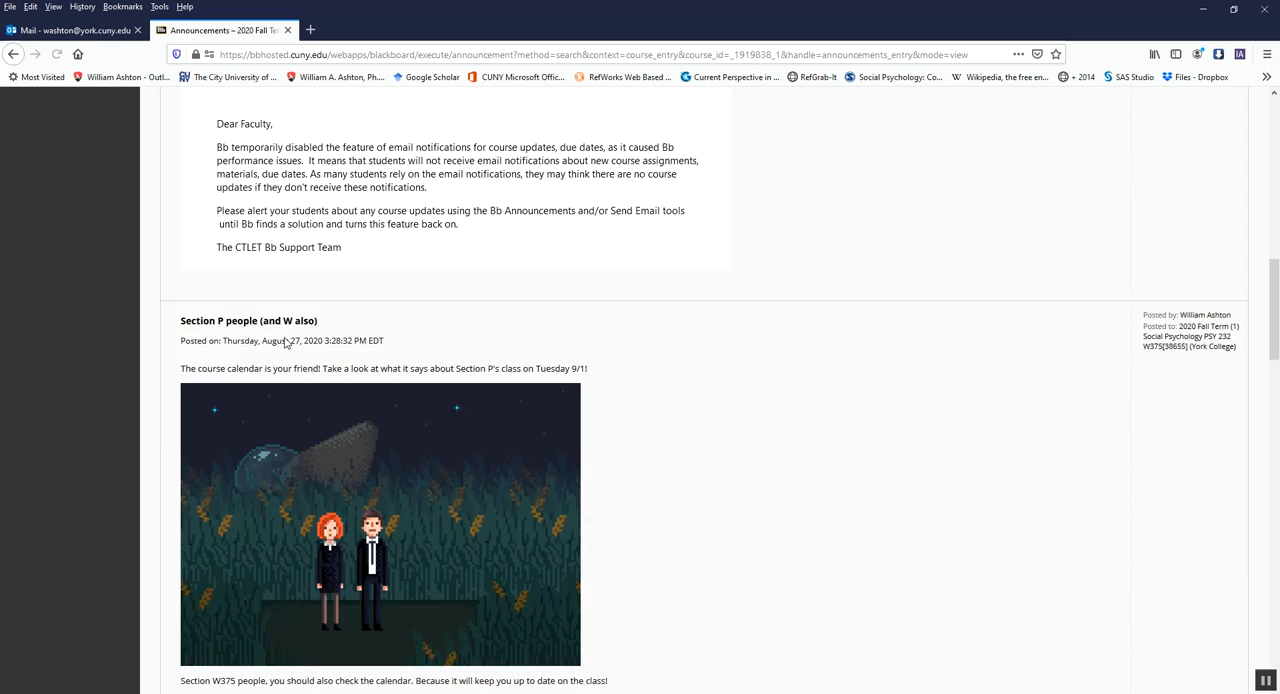 File Edit View History Bookmarks Tools Help
Mail - washton@york.cuny.edu
Announcements – 2020 Fall Te
https://bbhosted.cuny.edu/webapps/blackboard/execute/announcement?method=search&context=course_entry&course_id=_1919838_1&handle=announcements_entry&mode=view
Most Visited William Ashton - Outl... The City University of ... William A. Ashton, Ph.... Google Scholar CUNY Microsoft Offic... RefWorks Web Based ... Current Perspective in ... RefGrab-It Social Psychology: Co... Wikipedia, the free en... + 2014 SAS Studio Files - Dropbox
Dear Faculty,
Bb temporarily disabled the feature of email notifications for course updates, due dates, as it caused Bb
performance issues. It means that students will not receive email notifications about new course assignments,
materials, due dates. As many students rely on the email notifications, they may think there are no course
updates if they don't receive these notifications.
Please alert your students about any course updates using the Bb Announcements and/or Send Email tools
until Bb finds a solution and turns this feature back on.
The CTLET Bb Support Team
Section P people (and W also)
Posted on: Thursday, August 27, 2020 3:28:32 PM EDT
Posted by: William Ashton
Posted to: 2020 Fall Term (1)
Social Psychology PSY 232
W375[38655] (York College)
The course calendar is your friend! Take a look at what it says about Section P's class on Tuesday 9/1!
Section W375 people, you should also check the calendar. Because it will keep you up to date on the class!